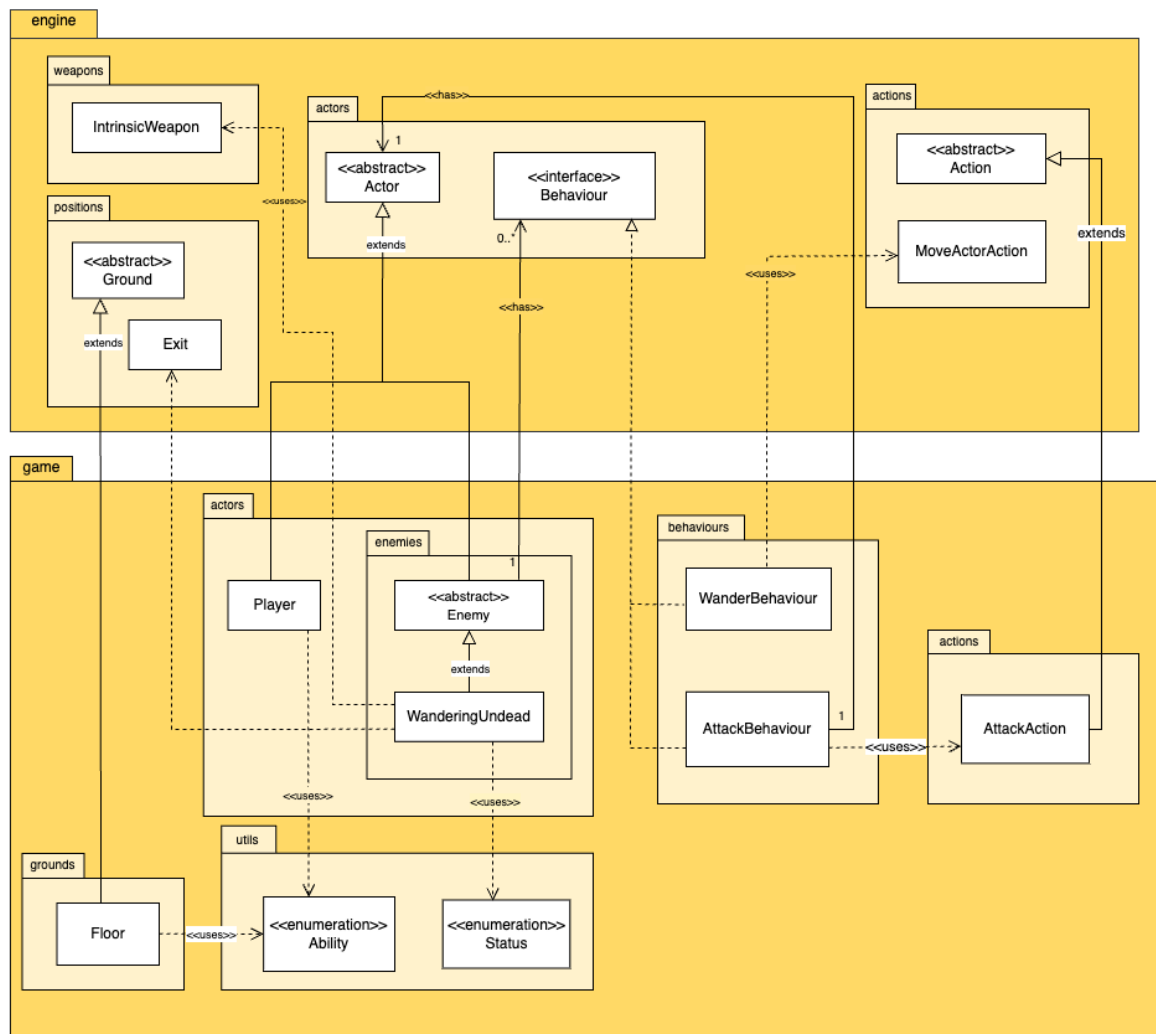 engine
weapons
IntrinsicWeapon
<<uses>>
positions
<<abstract>>
Ground
extends
Exit
actors
<<has>>
1
<<abstract>>
Actor
extends
<<interface>>
Behaviour
0..*
<<has>>
actions
<<abstract>>
Action
extends
MoveActorAction
<<uses>>
game
actors
Player
enemies
1
<<abstract>>
Enemy
extends
WanderingUndead
<<uses>>
<<uses>>
behaviours
WanderBehaviour
AttackBehaviour
1
<<uses>>
actions
AttackAction
grounds
Floor
<<uses>>
utils
<<enumeration>>
Ability
<<enumeration>>
Status